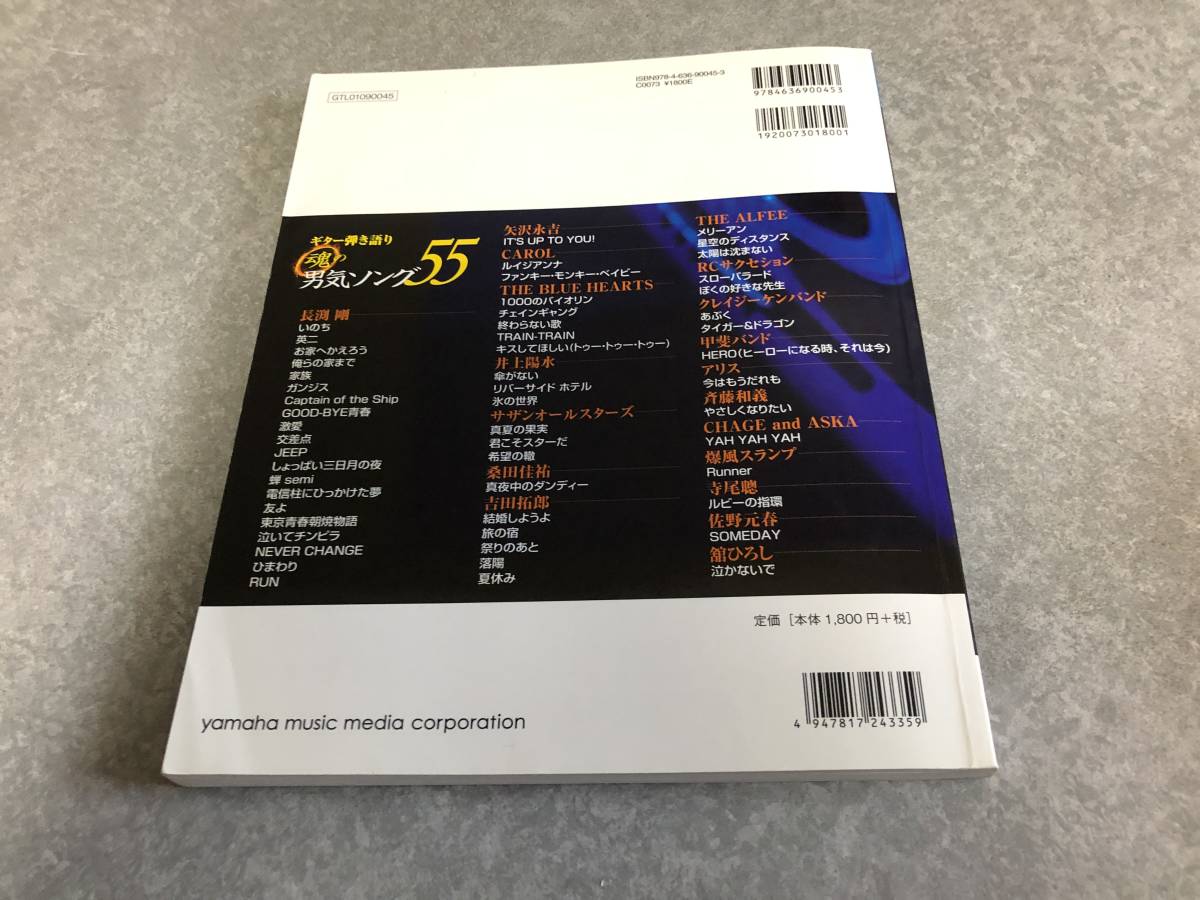 GTL01090045
ISBN978-4-636-90045-3
C0073 ¥1800E
9784636900453
1920073018001
ギター弾き語り
魂の
男気ソング55
長渕 剛
いのち
英二
お家へかえろう
俺らの家まで
家族
ガンジス
Captain of the Ship
GOOD-BYE青春
激愛
交差点
JEEP
しょっぱい三日月の夜
蝉 semi
電信柱にひっかけた夢
友よ
東京青春朝焼物語
泣いてチンピラ
NEVER CHANGE
ひまわり
RUN
矢沢永吉
IT'S UP TO YOU!
CAROL
ルイジアンナ
ファンキー・モンキー・ベイビー
THE BLUE HEARTS
1000のバイオリン
チェインギャング
終わらない歌
TRAIN-TRAIN
キスしてほしい(トゥー・トゥー・トゥー)
井上陽水
傘がない
リバーサイド ホテル
氷の世界
サザンオールスターズ
真夏の果実
君こそスターだ
希望の轍
桑田佳祐
真夜中のダンディー
吉田拓郎
結婚しようよ
旅の宿
祭りのあと
落陽
夏休み
THE ALFEE
メリーアン
星空のディスタンス
太陽は沈まない
RCサクセション
スローバラード
ぼくの好きな先生
クレイジーケンバンド
あぶく
タイガー&ドラゴン
甲斐バンド
HERO(ヒーローになる時、それは今)
アリス
今はもうだれも
斉藤和義
やさしくなりたい
CHAGE and ASKA
YAH YAH YAH
爆風スランプ
Runner
寺尾聰
ルビーの指環
佐野元春
SOMEDAY
舘ひろし
泣かないで
定価[本体1,800円+税]
4 947817 243359
yamaha music media corporation